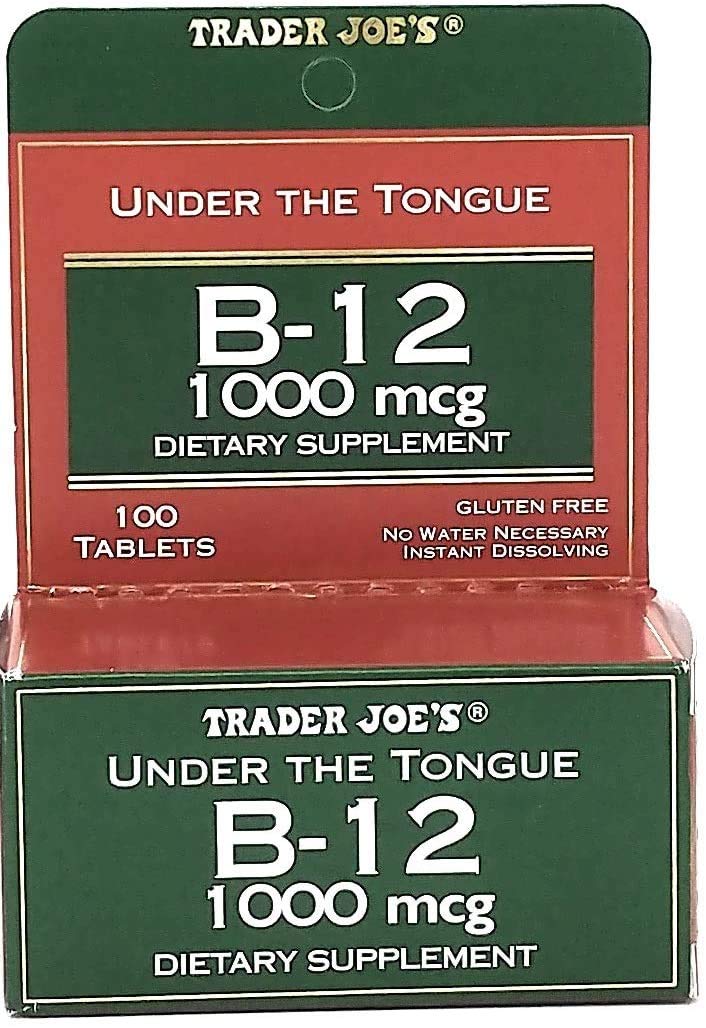 TRADER JOE'S®
UNDER THE TONGUE
B-12
1000 mcg
DIETARY SUPPLEMENT
100
TABLETS
GLUTEN FREE
NO WATER NECESSARY
INSTANT DISSOLVING
TRADER JOE'S®
UNDER THE TONGUE
B-12
1000 mcg
DIETARY SUPPLEMENT